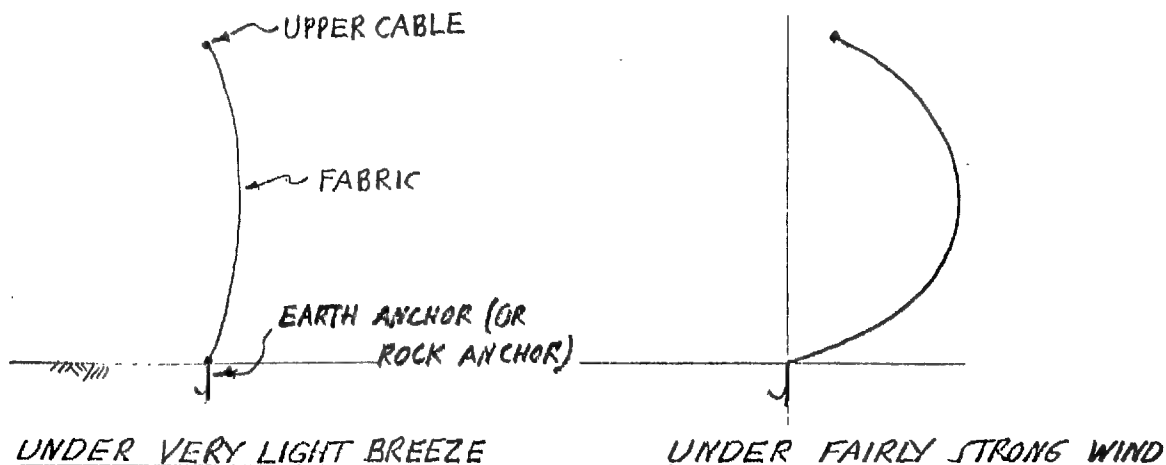 UPPER CABLE
FABRIC
EARTH ANCHOR (OR
ROCK ANCHOR)
UNDER VERY LIGHT BREEZE
UNDER FAIRLY STRONG WIND